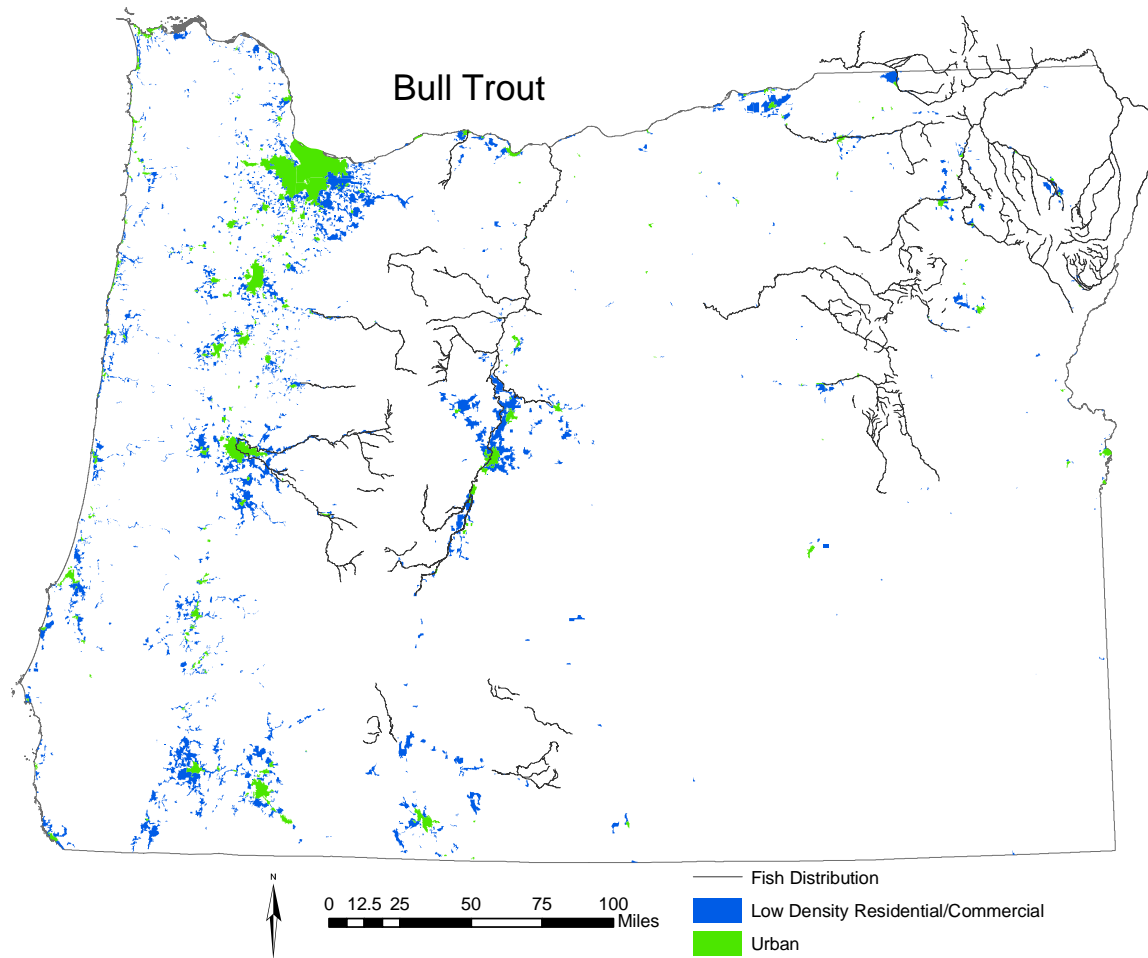 Bull Trout
N
0 12.5 25 50 75 100
Miles
Fish Distribution
Low Density Residential/Commercial
Urban